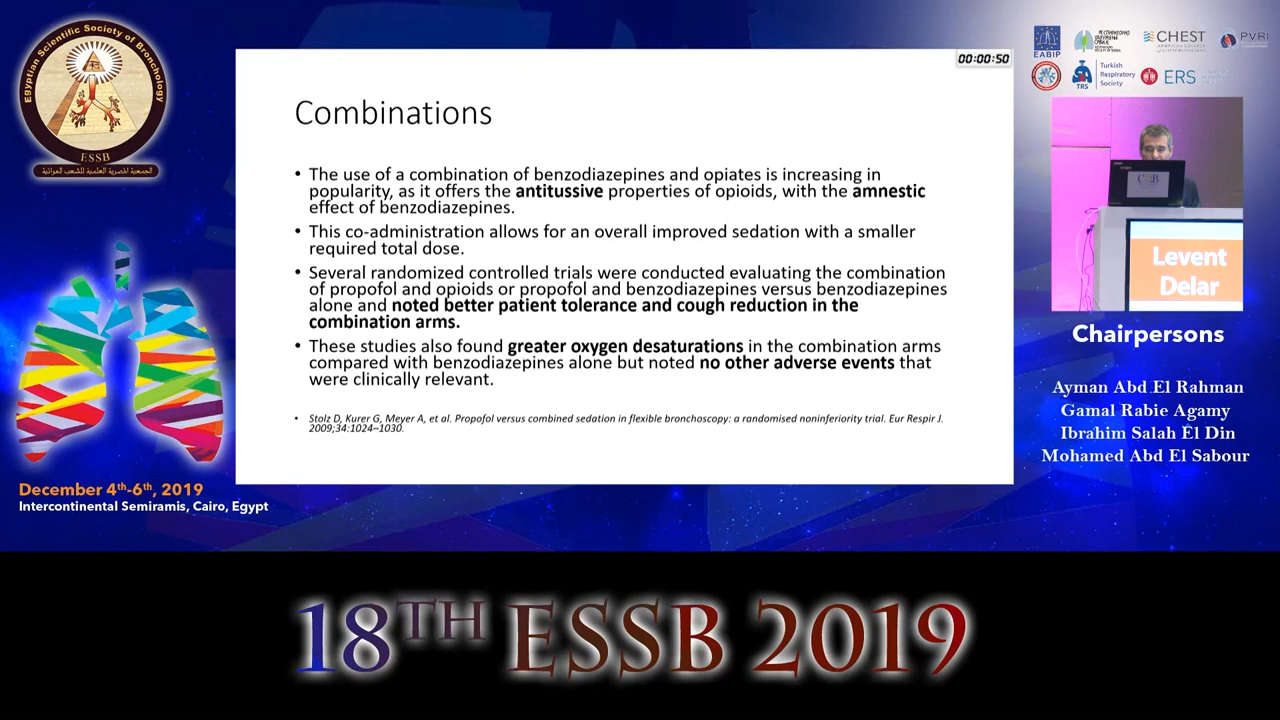 Egyptian Scientific Society of Bronchology
ESSB
الجمعية المصرية العلمية للشعب الهوائية
December 4th-6th, 2019
Intercontinental Semiramis, Cairo, Egypt
00:00:50
Combinations
• The use of a combination of benzodiazepines and opiates is increasing in
popularity, as it offers the antitussive properties of opioids, with the amnestic
effect of benzodiazepines.
• This co-administration allows for an overall improved sedation with a smaller
required total dose.
• Several randomized controlled trials were conducted evaluating the combination
of propofol and opioids or propofol and benzodiazepines versus benzodiazepines
alone and noted better patient tolerance and cough reduction in the
combination arms.
• These studies also found greater oxygen desaturations in the combination arms
compared with benzodiazepines alone but noted no other adverse events that
were clinically relevant.
• Stolz D, Kurer G, Meyer A, et al. Propofol versus combined sedation in flexible bronchoscopy: a randomised noninferiority trial. Eur Respir J.
2009;34:1024–1030.
EABIP
CHEST
PVRI
TRS
Turkish
Respiratory
Society
ERS
Levent
Delar
Chairpersons
Ayman Abd El Rahman
Gamal Rabie Agamy
Ibrahim Salah El Din
Mohamed Abd El Sabour
18TH ESSB 2019